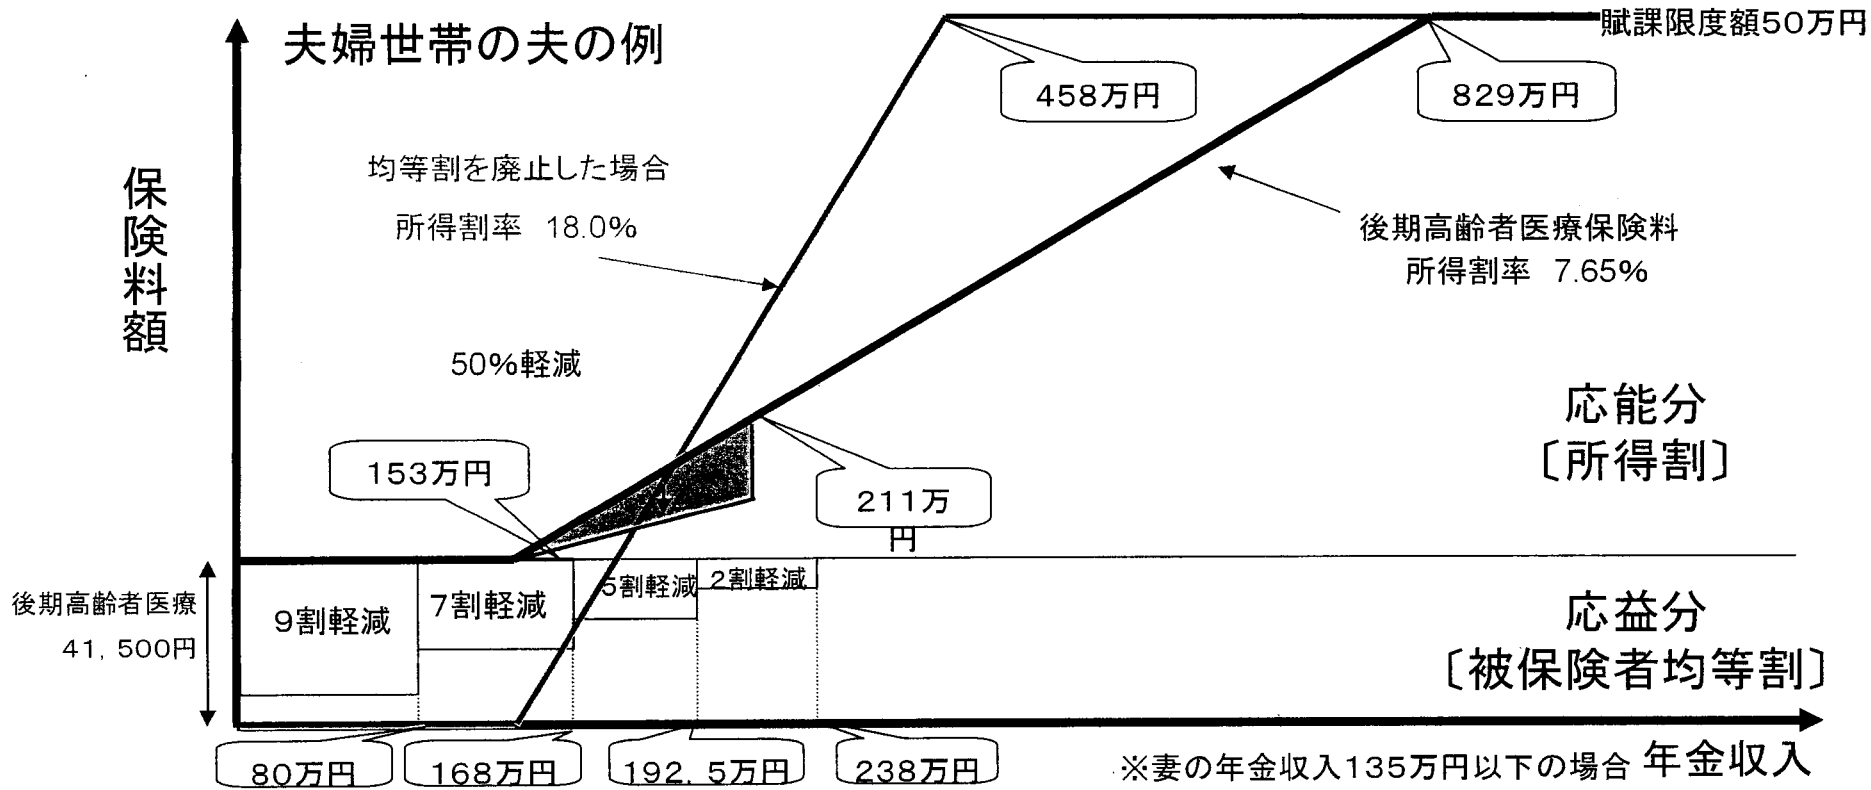 夫婦世帯の夫の例
賦課限度額50万円
458万円
829万円
保険料額
均等割を廃止した場合
所得割率 18.0%
後期高齢者医療保険料
所得割率 7.65%
50%軽減
153万円
211万
円
応能分
〔所得割〕
後期高齢者医療
41,500円
9割軽減
7割軽減
5割軽減
2割軽減
応益分
〔被保険者均等割〕
80万円
168万円
192.5万円
238万円
※妻の年金収入135万円以下の場合
年金収入